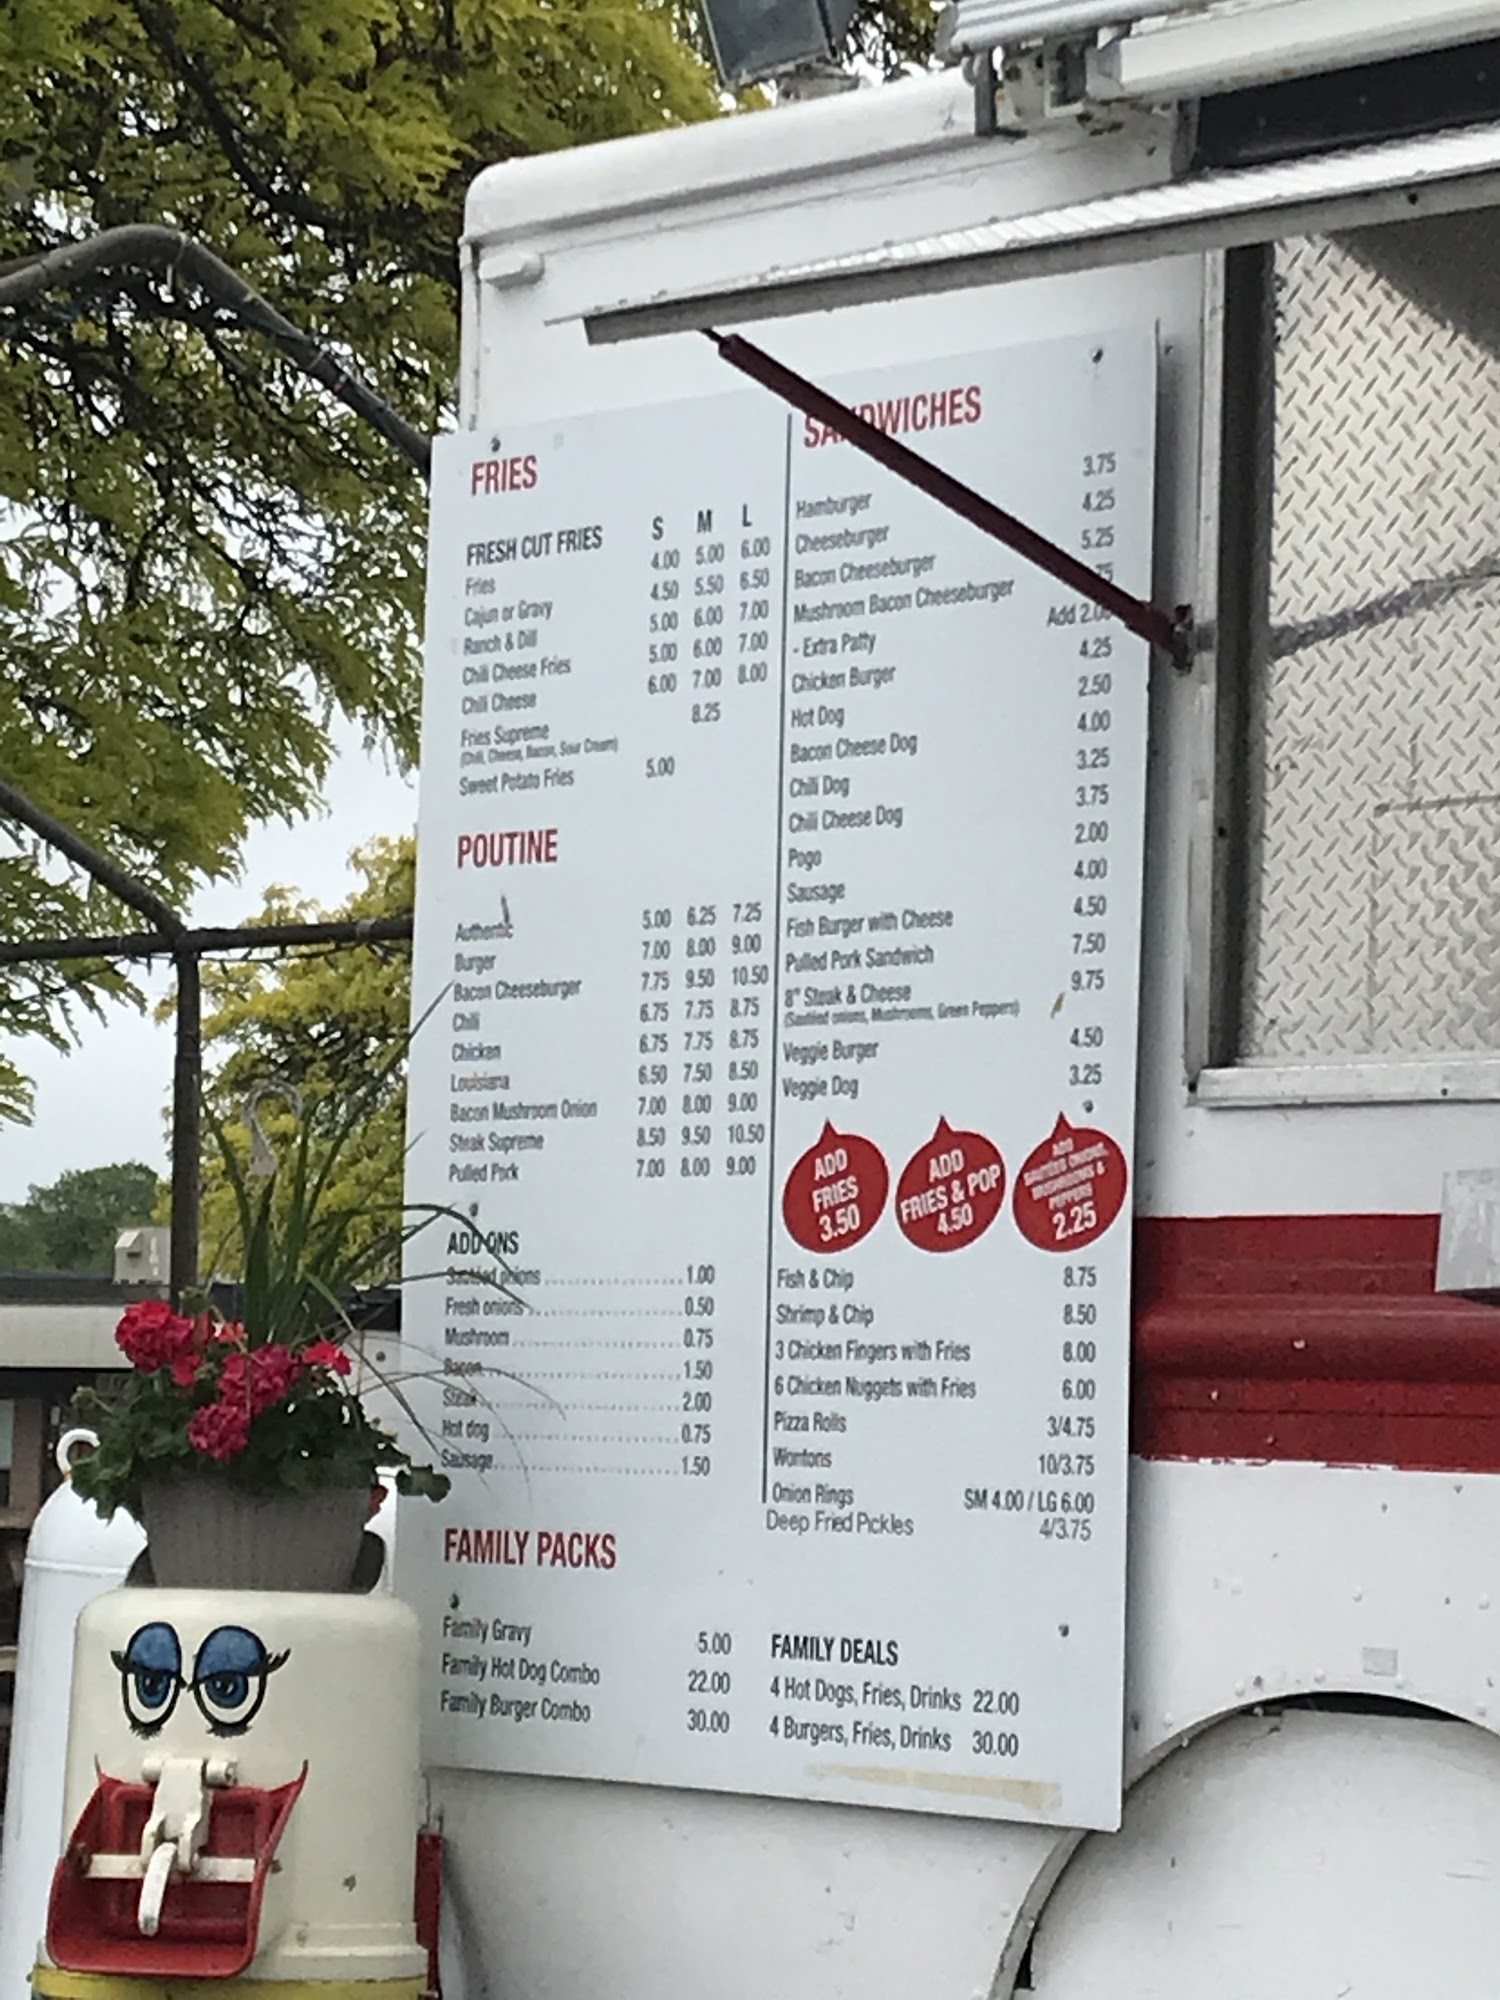 FRIES
FRESH CUT FRIES S M L
Fries 4.00 5.00 6.00
Cajun or Gravy 4.50 5.50 6.50
Ranch & Dill 5.00 6.00 7.00
Chili Cheese Fries 5.00 6.00 7.00
Chili Cheese 6.00 7.00 8.00
Fries Supreme 8.25
(Chili, Cheese, Bacon, Sour Cream)
Sweet Potato Fries 5.00
POUTINE
Authentic 5.00 6.25 7.25
Burger 7.00 8.00 9.00
Bacon Cheeseburger 7.75 9.50 10.50
Chili 6.75 7.75 8.75
Chicken 6.75 7.75 8.75
Louisiana 6.50 7.50 8.50
Bacon Mushroom Onion 7.00 8.00 9.00
Steak Supreme 8.50 9.50 10.50
Pulled Pork 7.00 8.00 9.00
ADD ONS
Sautéed onions 1.00
Fresh onions 0.50
Mushroom 0.75
Bacon 1.50
Steak 2.00
Hot dog 0.75
Sausage 1.50
FAMILY PACKS
Family Gravy 5.00
Family Hot Dog Combo 22.00
Family Burger Combo 30.00
SANDWICHES
Hamburger 3.75
Cheeseburger 4.25
Bacon Cheeseburger 5.25
Mushroom Bacon Cheeseburger 75
- Extra Patty Add 2.00
Chicken Burger 4.25
Hot Dog 2.50
Bacon Cheese Dog 4.00
Chili Dog 3.25
Chili Cheese Dog 3.75
Pogo 2.00
Sausage 4.00
Fish Burger with Cheese 4.50
Pulled Pork Sandwich 7.50
8" Steak & Cheese 9.75
(Sautéed onions, Mushrooms, Green Peppers)
Veggie Burger 4.50
Veggie Dog 3.25
ADD
FRIES
3.50
ADD
FRIES & POP
4.50
ADD
SAUTÉED ONIONS,
MUSHROOMS &
PEPPERS
2.25
Fish & Chip 8.75
Shrimp & Chip 8.50
3 Chicken Fingers with Fries 8.00
6 Chicken Nuggets with Fries 6.00
Pizza Rolls 3/4.75
Wontons 10/3.75
Onion Rings SM 4.00 / LG 6.00
Deep Fried Pickles 4/3.75
FAMILY DEALS
4 Hot Dogs, Fries, Drinks 22.00
4 Burgers, Fries, Drinks 30.00